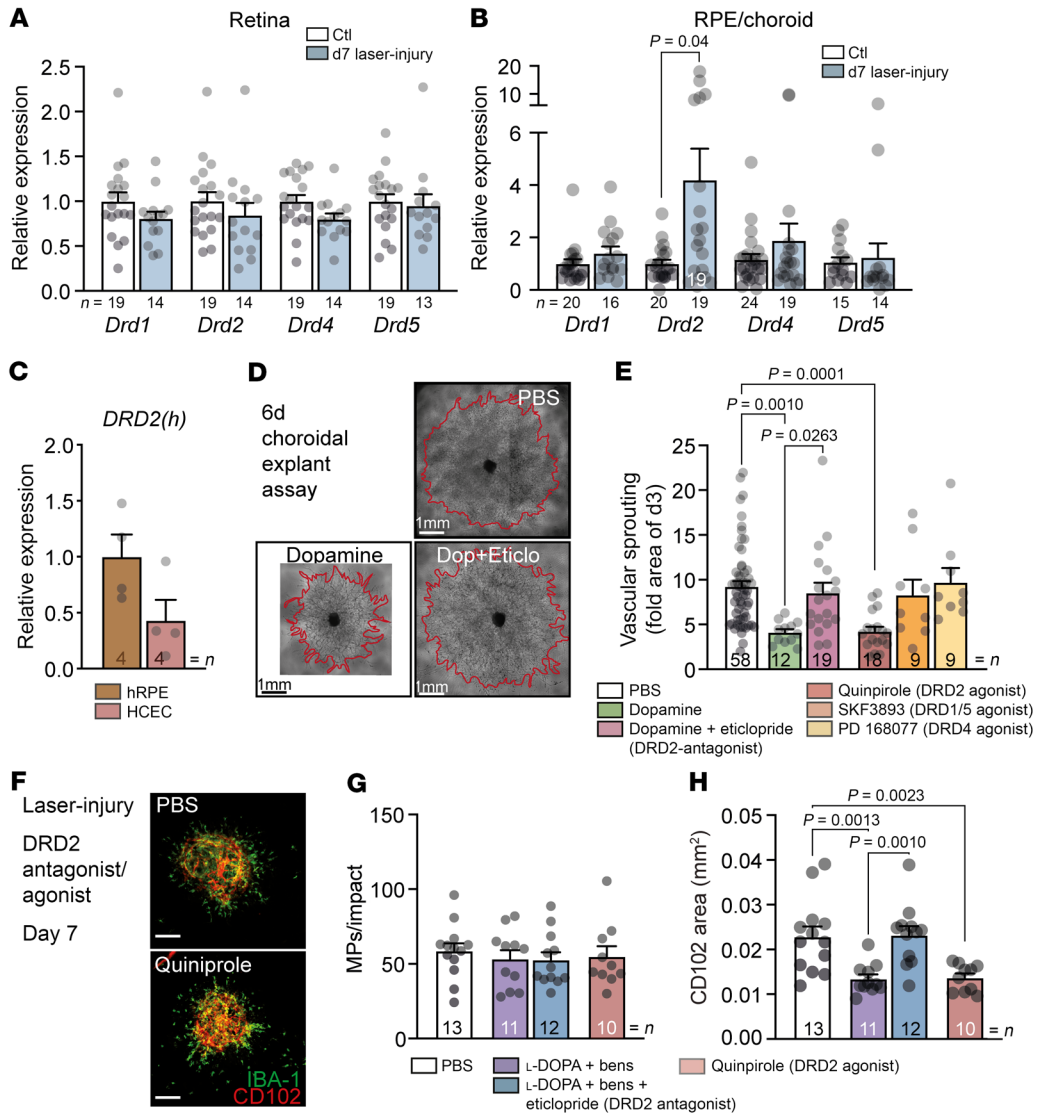 A
Retina
Ctl
d7 laser-injury
Relative expression
2.5
2.0
1.5
1.0
0.5
0.0
n = 19 14 19 14 19 14 19 13
Drd1 Drd2 Drd4 Drd5
B
RPE/choroid
P = 0.04
Ctl
d7 laser-injury
Relative expression
20
10
6
4
2
0
19
n = 20 16 20 19 24 19 15 14
Drd1 Drd2 Drd4 Drd5
C
DRD2(h)
Relative expression
2.0
1.5
1.0
0.5
0.0
4 4 = n
hRPE
HCEC
D
6d
choroidal
explant
assay
PBS
1mm
Dopamine
1mm
Dop+Eticlo
1mm
E
P = 0.0001
P = 0.0010
P = 0.0263
Vascular sprouting
(fold area of d3)
25
20
15
10
5
0
58 12 19 18 9 9 = n
PBS
Dopamine
Dopamine + eticlopride
(DRD2-antagonist)
Quinpirole (DRD2 agonist)
SKF3893 (DRD1/5 agonist)
PD 168077 (DRD4 agonist)
F
Laser-injury
DRD2
antagonist/
agonist
Day 7
PBS
Quiniprole
IBA-1
CD102
G
MPs/impact
150
100
50
0
13 11 12 10 = n
H
P = 0.0023
P = 0.0013
P = 0.0010
CD102 area (mm²)
0.05
0.04
0.03
0.02
0.01
0.00
13 11 12 10 = n
PBS
L-DOPA + bens
L-DOPA + bens +
eticlopride (DRD2 antagonist)
Quinpirole (DRD2 agonist)